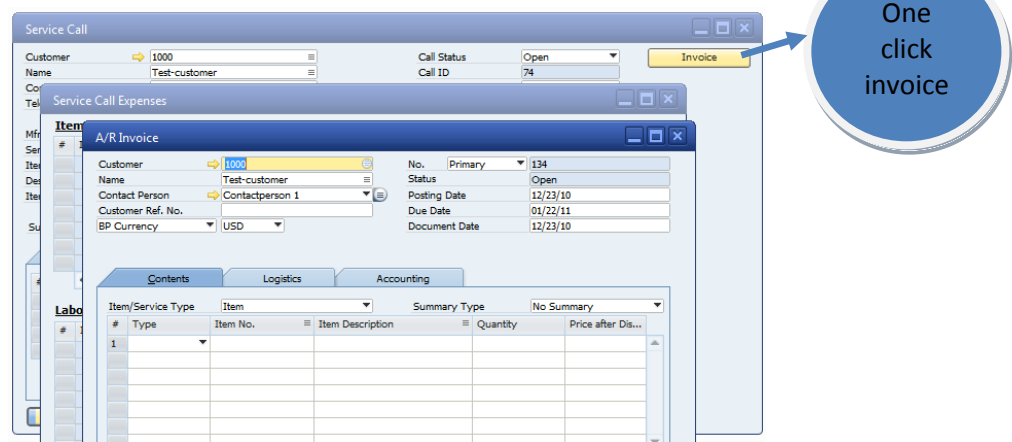 Service Call
One
click
invoice
Customer 1000 Call Status Open Invoice
Name Test-customer Call ID 74
Service Call Expenses
A/R Invoice
Customer 1000 No. Primary 134
Name Test-customer Status Open
Contact Person Contactperson 1 Posting Date 12/23/10
Customer Ref. No. Due Date 01/22/11
BP Currency USD Document Date 12/23/10
Contents Logistics Accounting
Item/Service Type Item Summary Type No Summary
# Type Item No. Item Description Quantity Price after Dis...
1